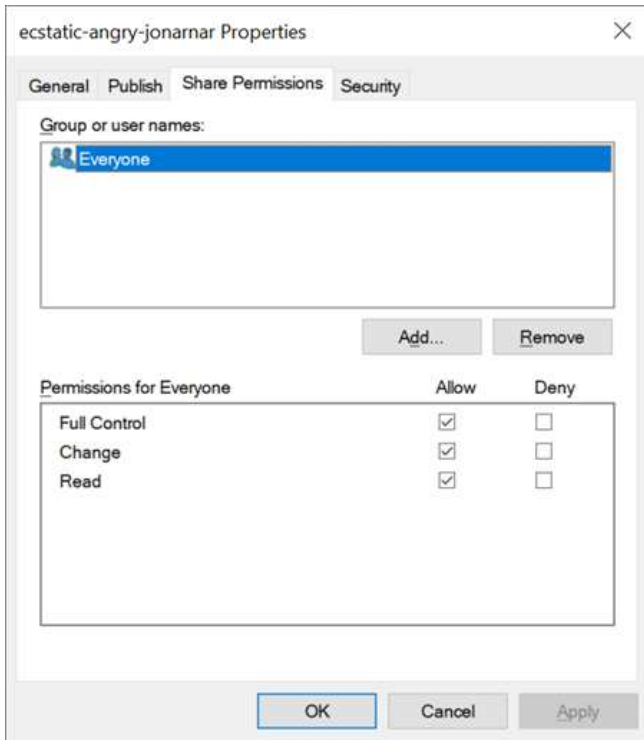 ecstatic-angry-jonarnar Properties
General Publish Share Permissions Security
Group or user names:
Everyone
Add... Remove
Permissions for Everyone Allow Deny
Full Control
Change
Read
OK Cancel Apply